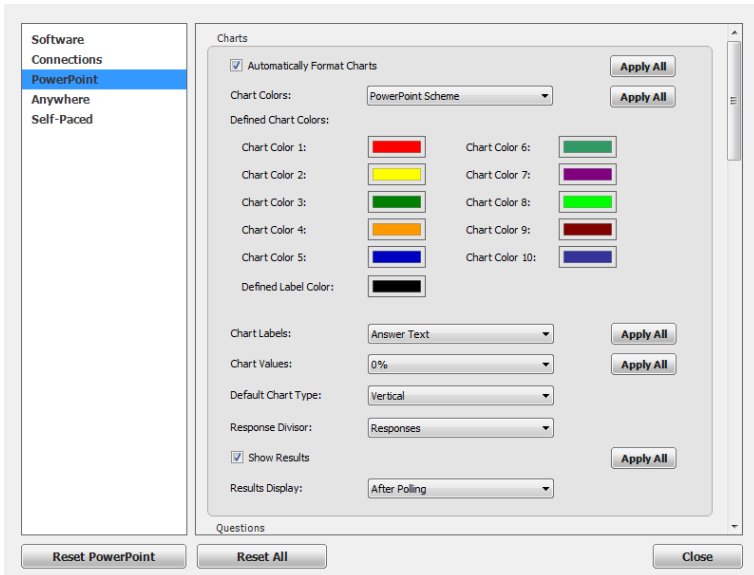 Software
Connections
PowerPoint
Anywhere
Self-Paced
Charts
Automatically Format Charts Apply All
Chart Colors: PowerPoint Scheme Apply All
Defined Chart Colors:
Chart Color 1: Chart Color 6:
Chart Color 2: Chart Color 7:
Chart Color 3: Chart Color 8:
Chart Color 4: Chart Color 9:
Chart Color 5: Chart Color 10:
Defined Label Color:
Chart Labels: Answer Text Apply All
Chart Values: 0% Apply All
Default Chart Type: Vertical
Response Divisor: Responses
Show Results Apply All
Results Display: After Polling
Questions
Reset PowerPoint Reset All Close